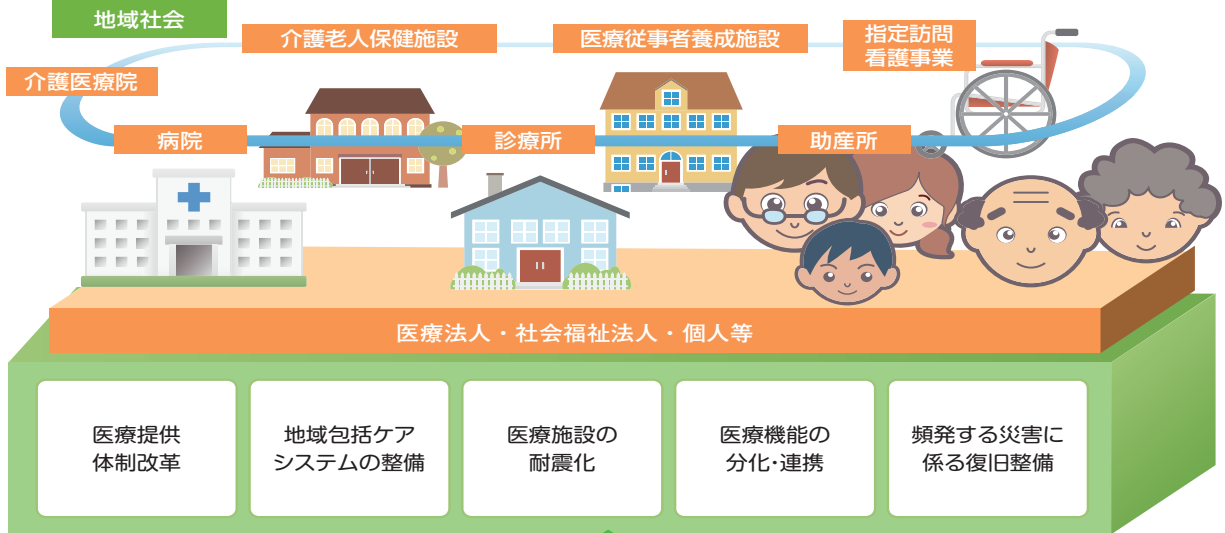 地域社会
介護老人保健施設
医療従事者養成施設
指定訪問
看護事業
介護医療院
病院
診療所
助産所
医療法人・社会福祉法人・個人等
医療提供
体制改革
地域包括ケア
システムの整備
医療施設の
耐震化
医療機能の
分化・連携
頻発する災害に
係る復旧整備